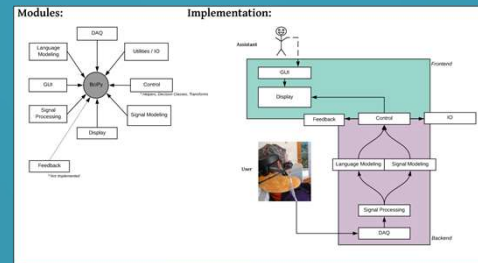 Modules:
DAQ
Language
Modeling
Utilities / IO
GUI
BciPy
Control
* Helpers, Decision Classes, Transforms
Signal
Processing
Signal Modeling
Display
Feedback
*Not Implemented
Implementation:
Assistant
Frontend
GUI
Display
Feedback
Control
IO
User
Language Modeling
Signal Modeling
Signal Processing
DAQ
Backend